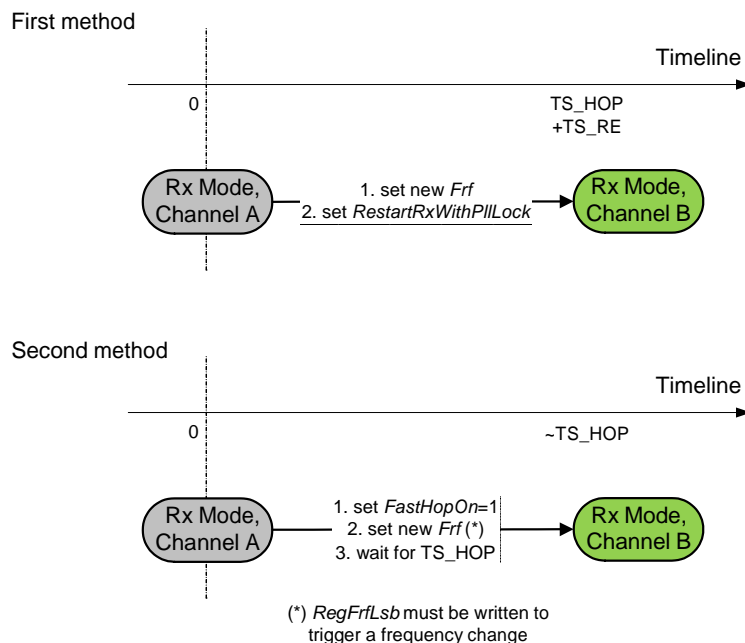 First method
Timeline
0
TS_HOP
+TS_RE
Rx Mode,
Channel A
1. set new Frf
2. set RestartRxWithPllLock
Rx Mode,
Channel B
Second method
Timeline
0
~TS_HOP
Rx Mode,
Channel A
1. set FastHopOn=1
2. set new Frf (*)
3. wait for TS_HOP
Rx Mode,
Channel B
(*) RegFrfLsb must be written to
trigger a frequency change